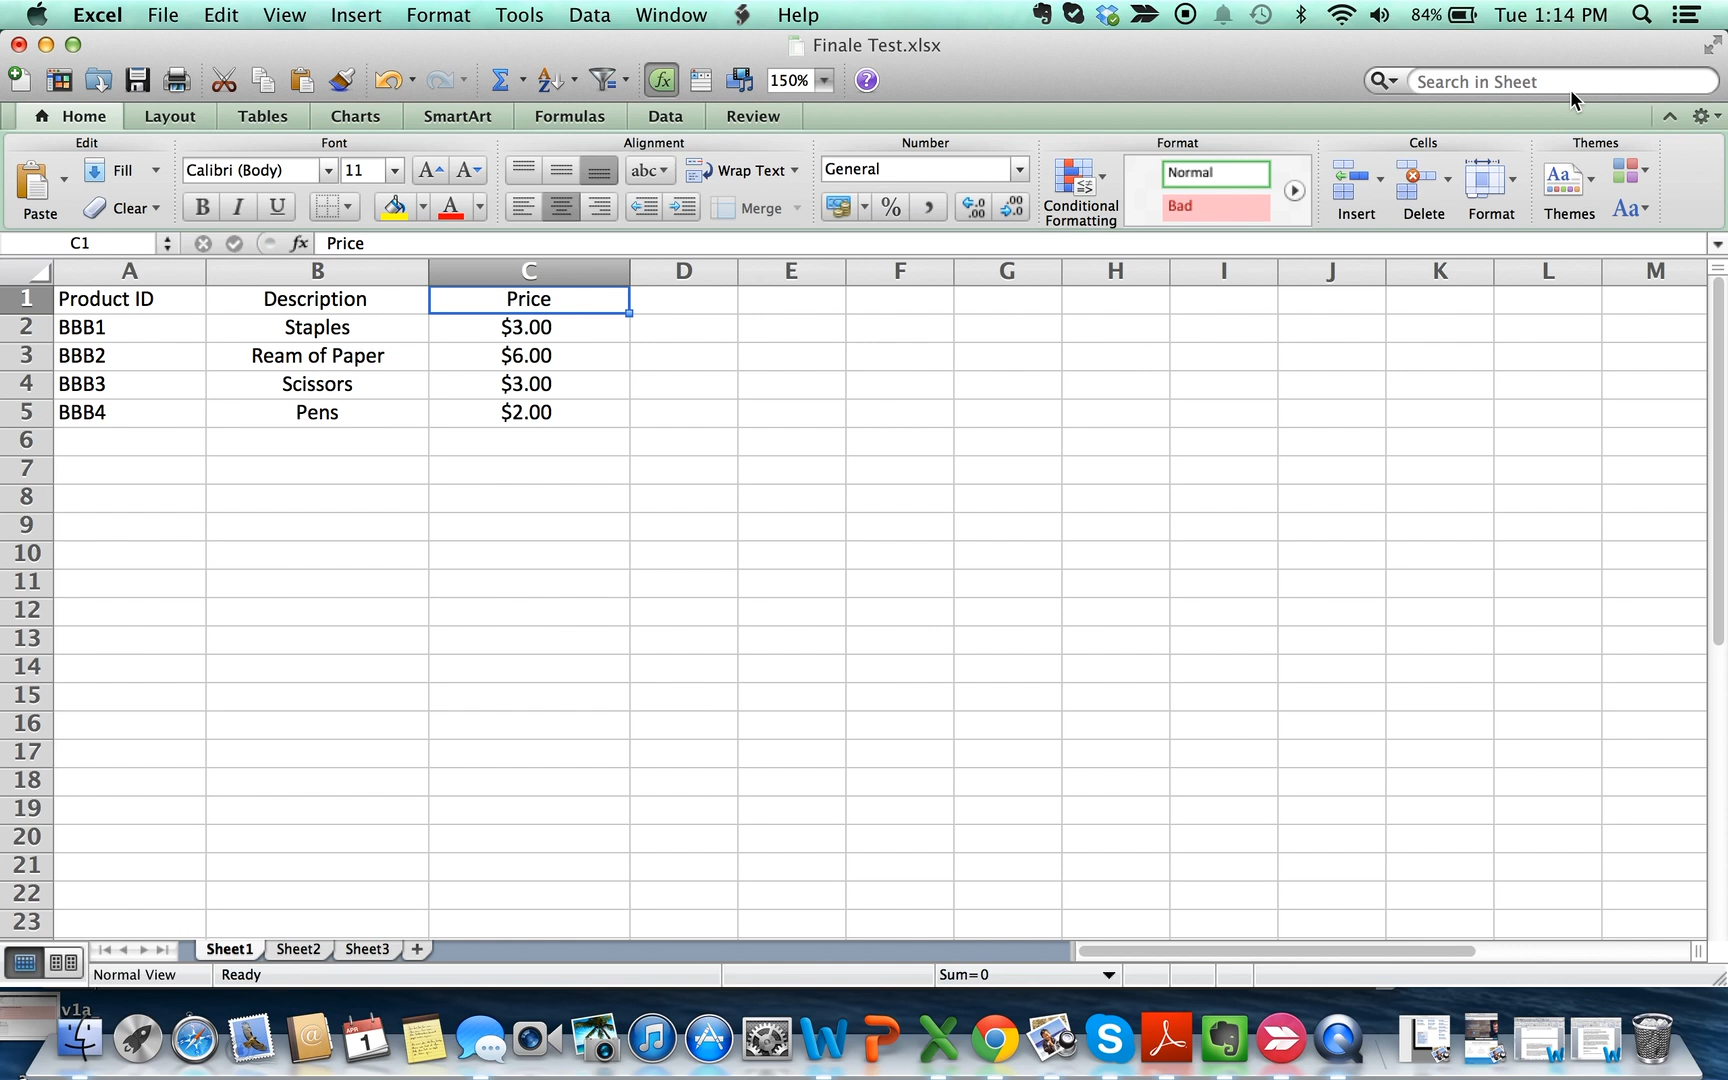 Excel File Edit View Insert Format Tools Data Window Help 84% Tue 1:14 PM
Finale Test.xlsx
150% Search in Sheet
Home Layout Tables Charts SmartArt Formulas Data Review
Edit Font Alignment Number Format Cells Themes
Fill Calibri (Body) 11 A A abc Wrap Text General Normal
Paste Clear B I U A Merge % , Conditional Formatting Bad Insert Delete Format Themes Aa
C1 fx Price
A B C D E F G H I J K L M
1 Product ID Description Price
2 BBB1 Staples $3.00
3 BBB2 Ream of Paper $6.00
4 BBB3 Scissors $3.00
5 BBB4 Pens $2.00
6
7
8
9
10
11
12
13
14
15
16
17
18
19
20
21
22
23
Sheet1 Sheet2 Sheet3
Normal View Ready Sum=0
v1a
APR
1